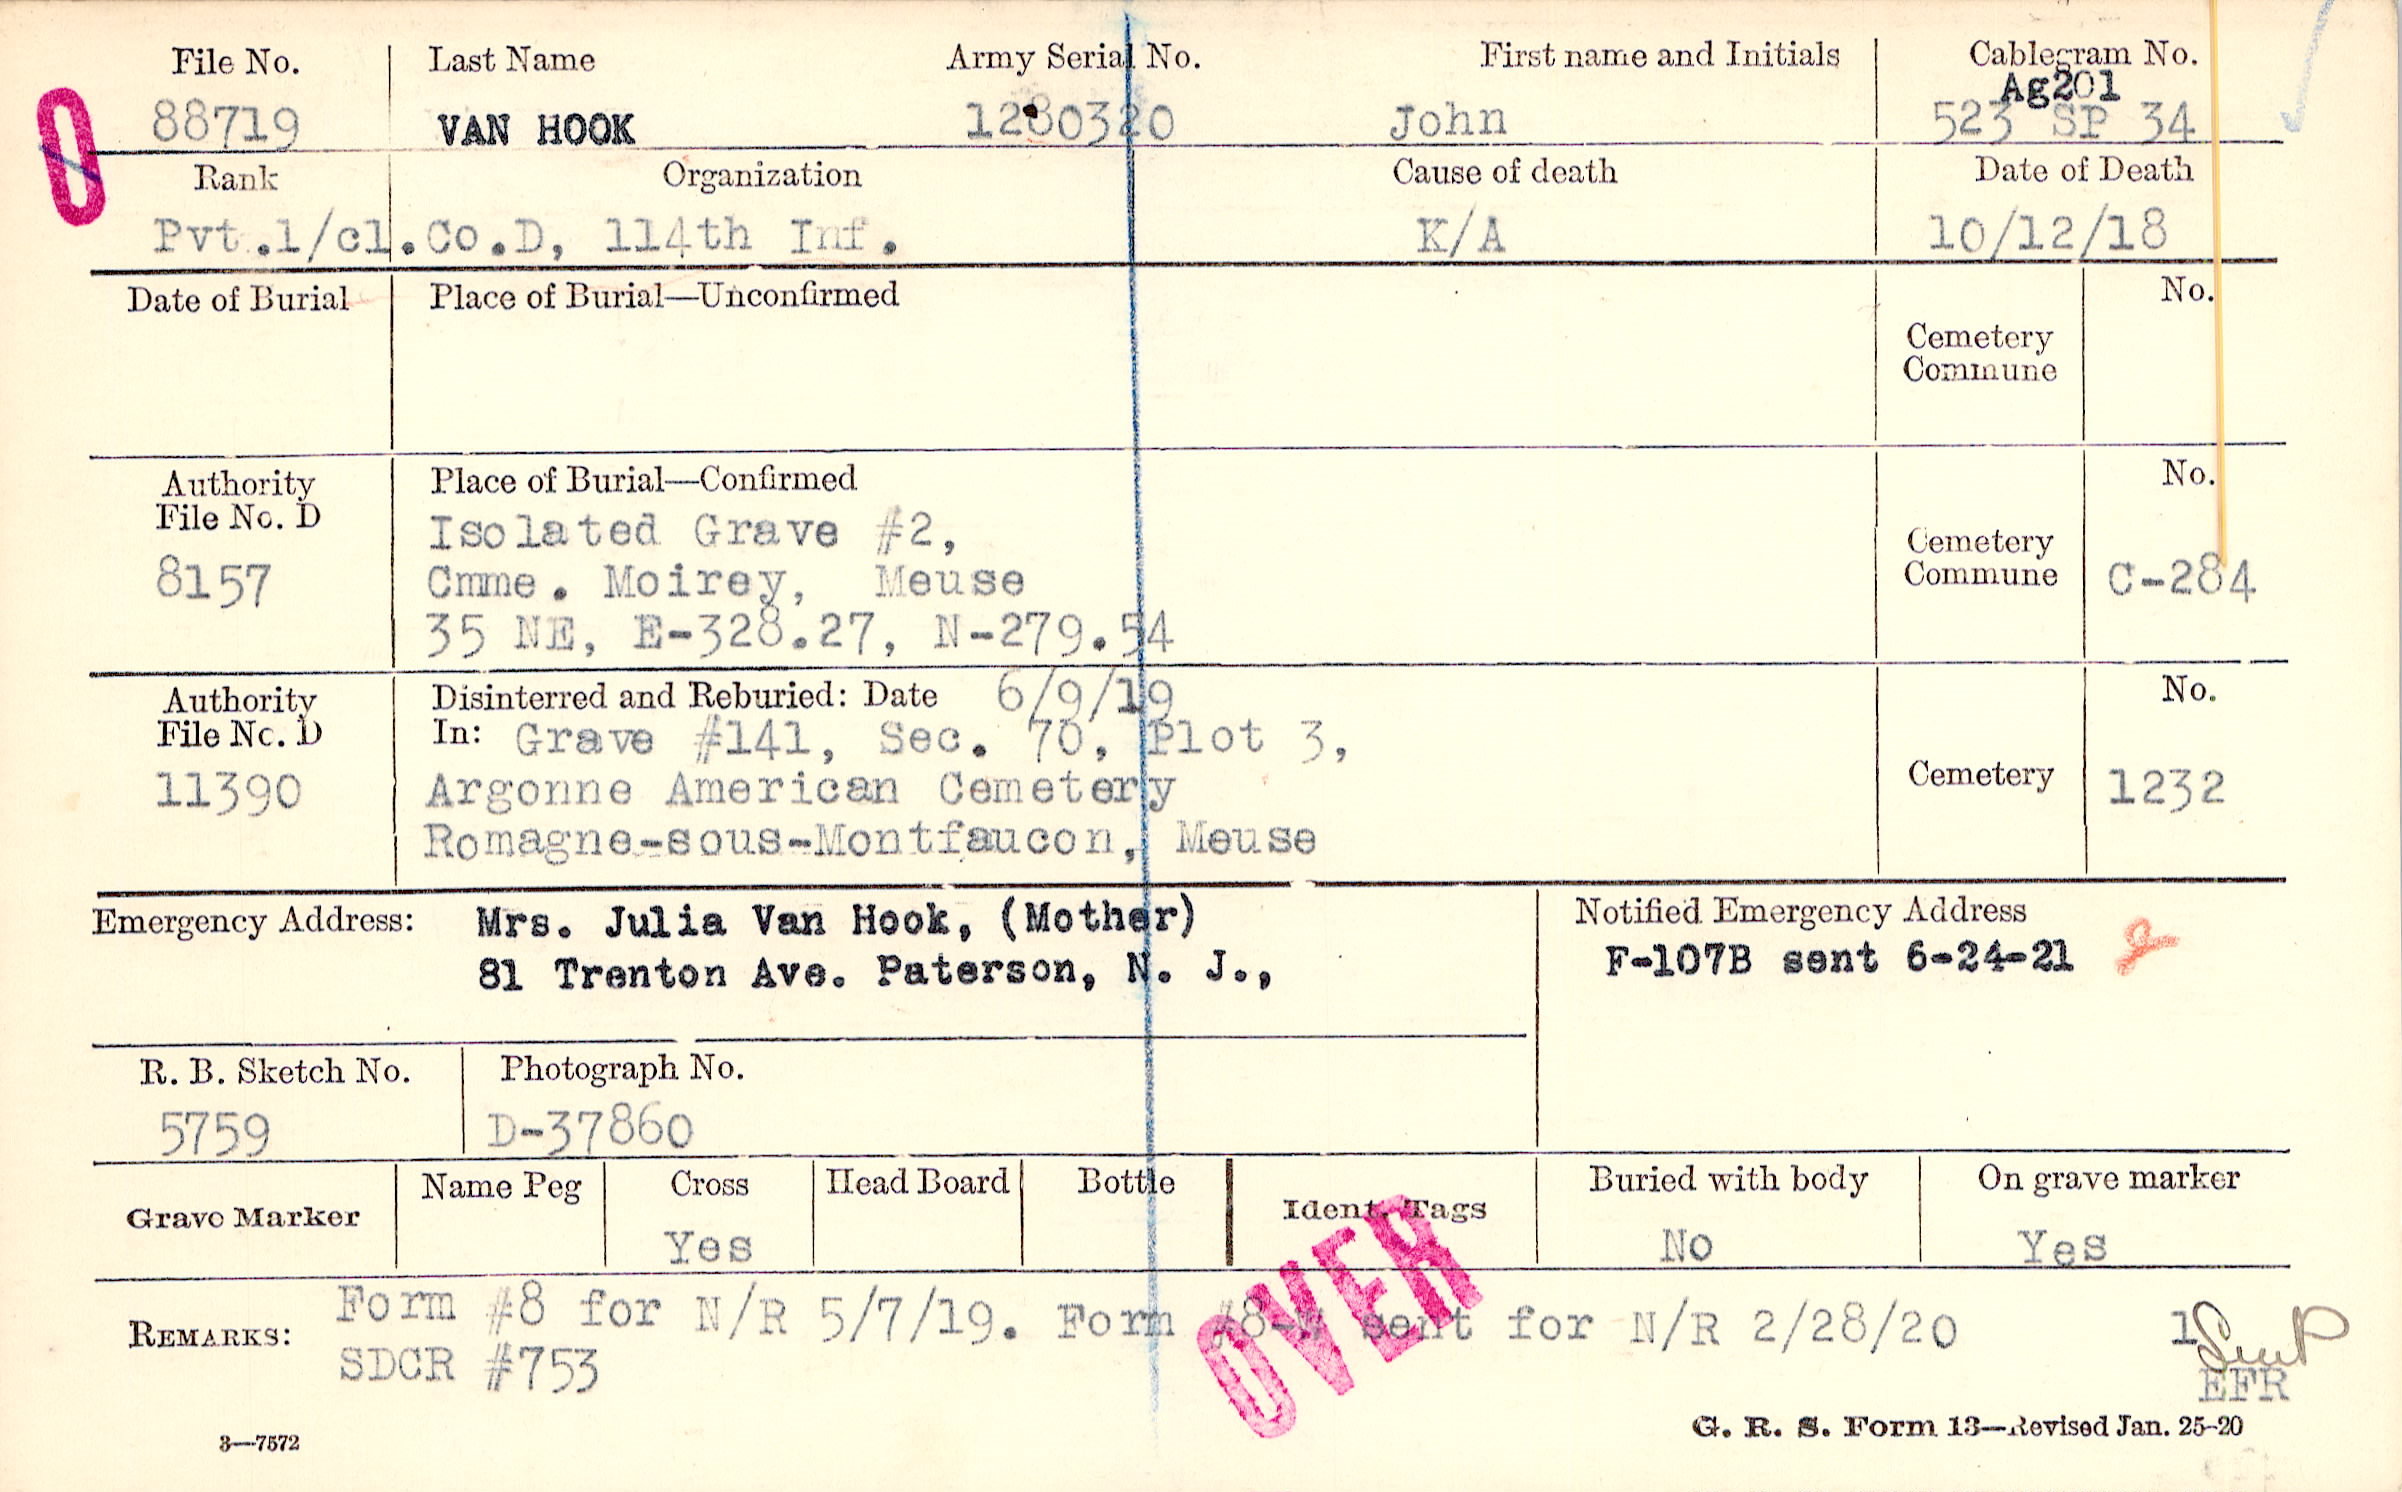 File No. Last Name Army Serial No. First name and Initials Cablegram No.
Ag201
O 88719 VAN HOOK 1280320 John 523 SP 34
Rank Organization Cause of death Date of Death
Pvt.1/cl. Co.D, 114th Inf. K/A 10/12/18
Date of Burial Place of Burial—Unconfirmed No.
Cemetery
Commune
Authority Place of Burial—Confirmed No.
File No. D Isolated Grave #2,
Cemetery
8157 Cmme. Moirey, Meuse Commune C-284
35 NE, E-328.27, N-279.54
Authority Disinterred and Reburied: Date 6/9/19 No.
File No. D In: Grave #141, Sec. 70, Plot 3,
11390 Argonne American Cemetery Cemetery 1232
Romagne-sous-Montfaucon, Meuse
Emergency Address: Mrs. Julia Van Hook, (Mother) Notified Emergency Address
81 Trenton Ave. Paterson, N. J., F-107B sent 6-24-21
R. B. Sketch No. Photograph No.
5759 D-37860
Grave Marker Name Peg Cross Head Board Bottle Ident. Tags Buried with body On grave marker
Yes No Yes
OVER
REMARKS: Form #8 for N/R 5/7/19. Form #8-W sent for N/R 2/28/20 1
SDCR #753 EFR
3—7572 G. R. S. Form 13—Revised Jan. 25-20